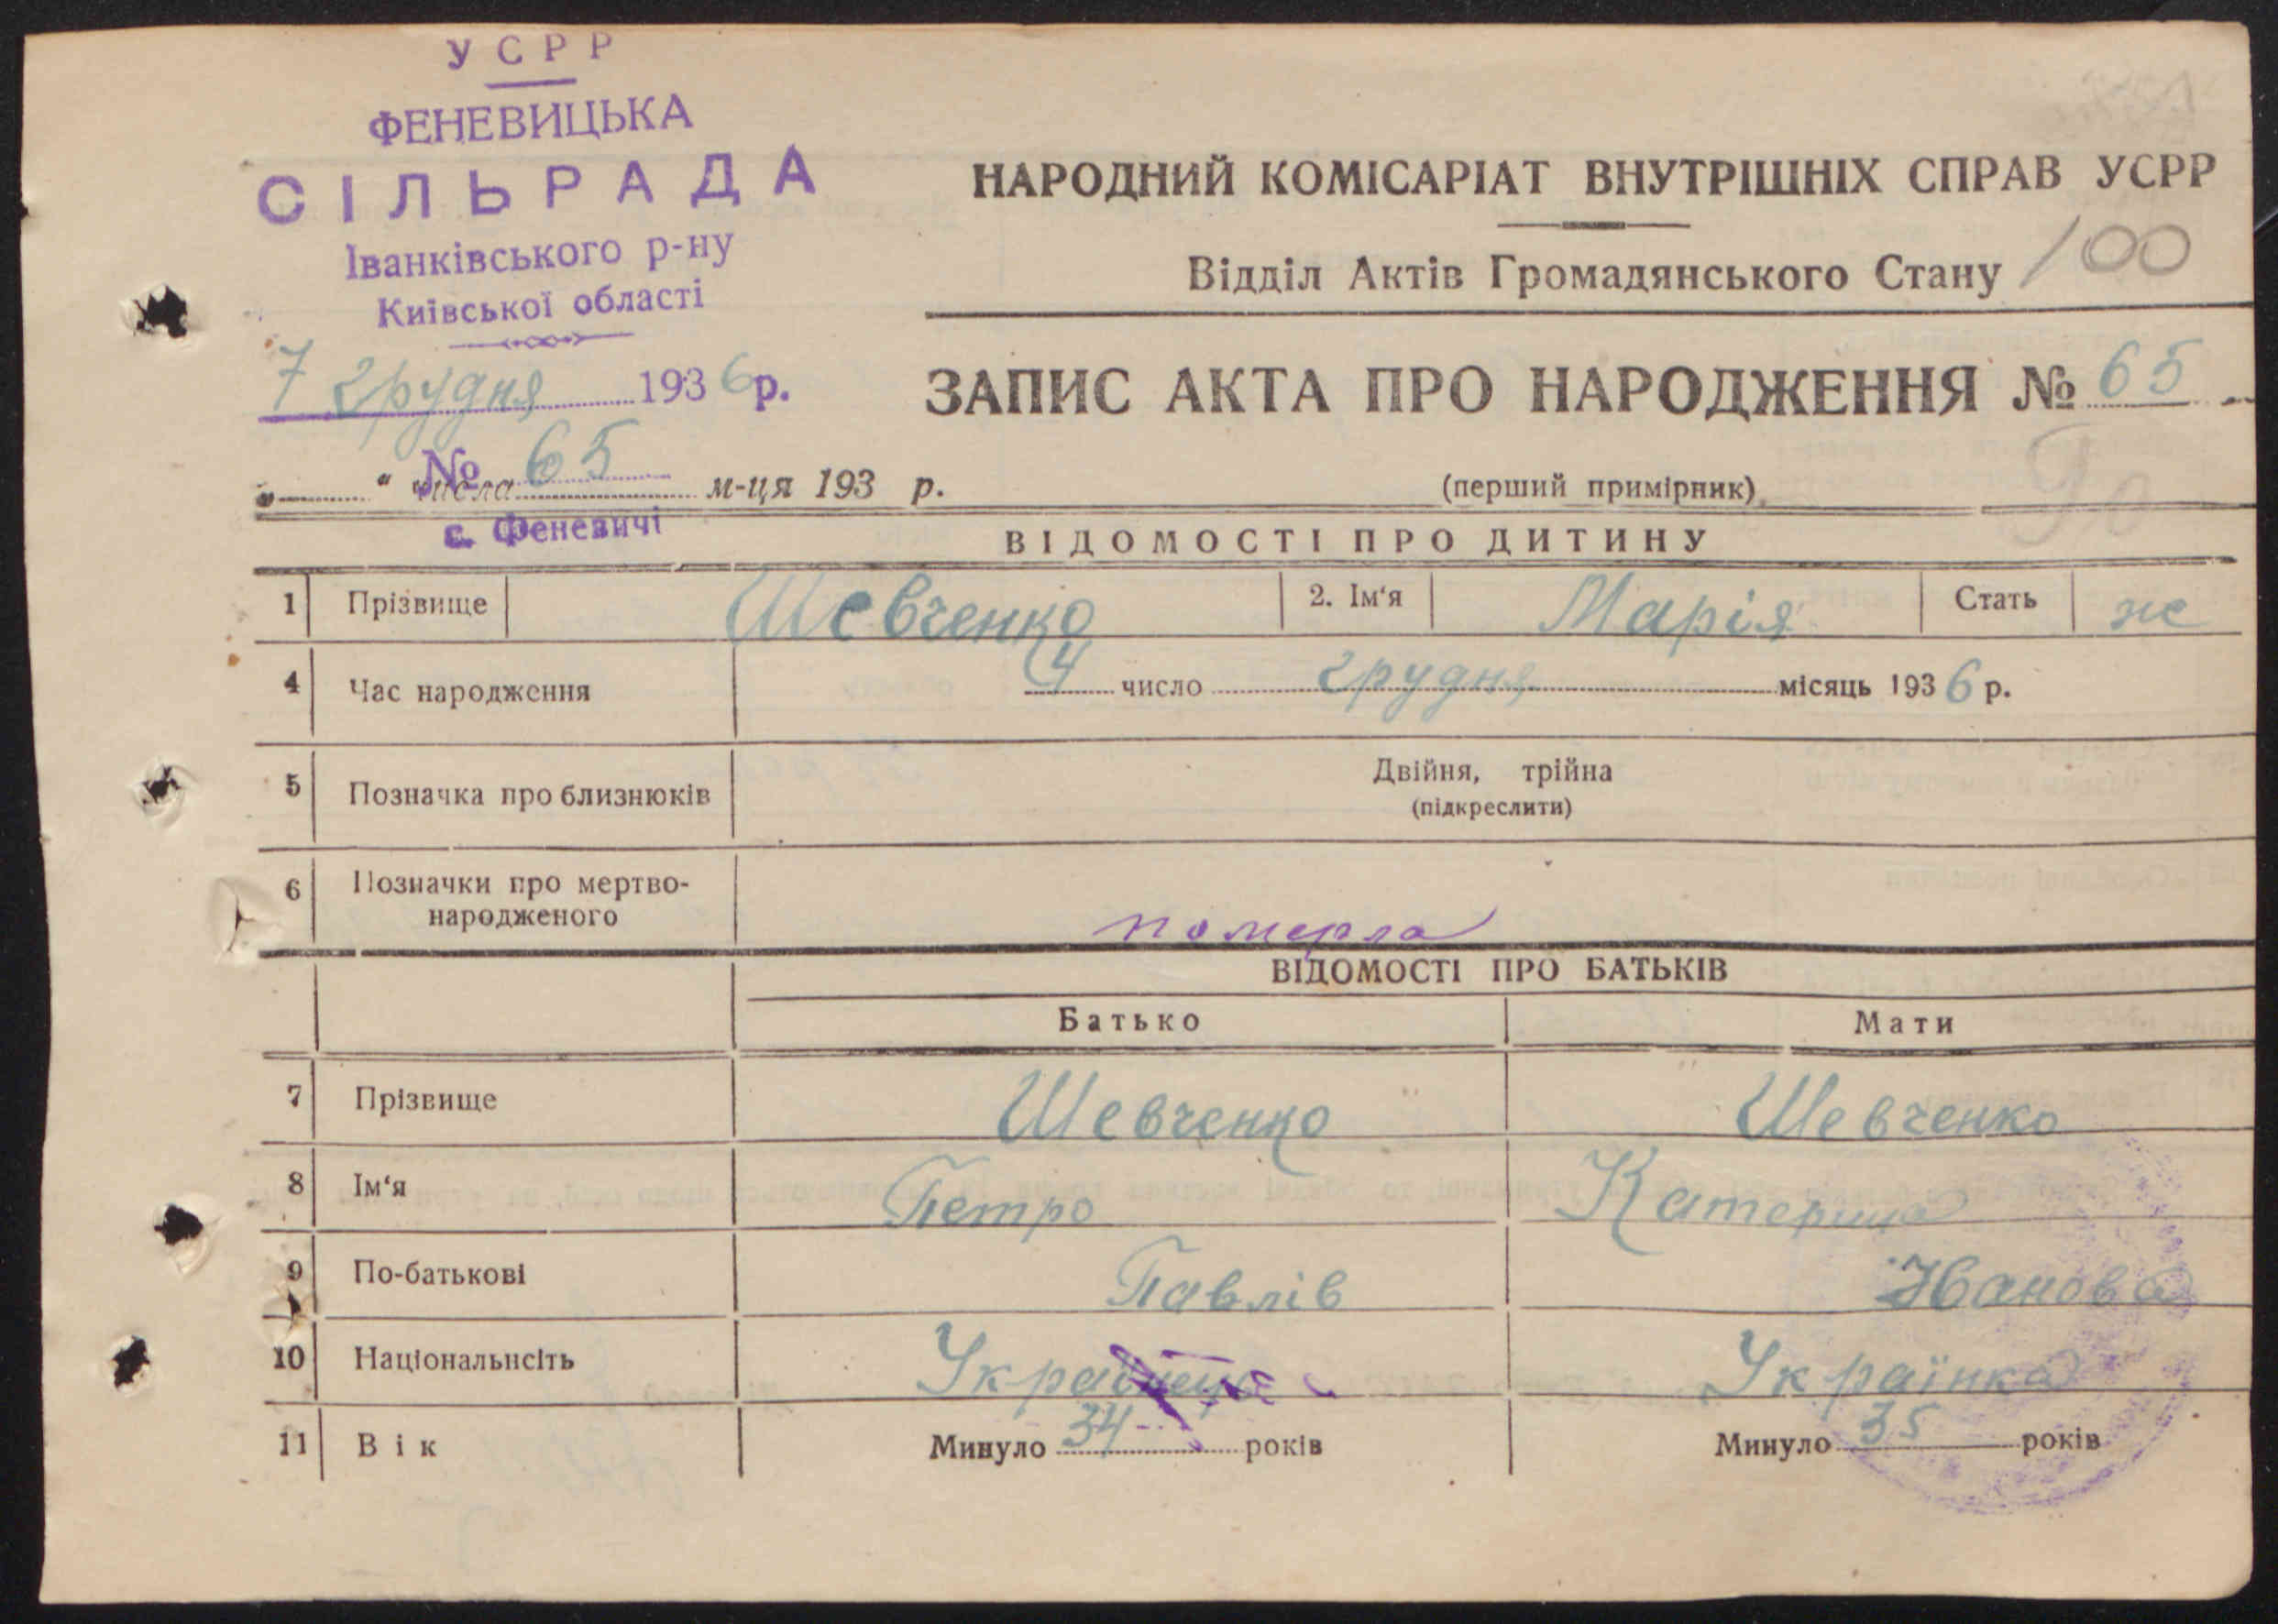 УСРР
ФЕНЕВИЦЬКА
СІЛЬРАДА
Іванківського р-ну
Київської області
7 грудня 1936 р.
№ 65
„ “ числа м-ця 193 р.
с. Феневичі
НАРОДНИЙ КОМІСАРІАТ ВНУТРІШНІХ СПРАВ УСРР
Відділ Актів Громадянського Стану 100
ЗАПИС АКТА ПРО НАРОДЖЕННЯ № 65
(перший примірник)
ВІДОМОСТІ ПРО ДИТИНУ
1 Прізвище Шевченко 2. Ім‘я Марія Стать ж
4 Час народження 4 число грудня місяць 1936 р.
5 Позначка про близнюків Двійня, трійна
(підкреслити)
6 Позначки про мертво-
народженого померла
ВІДОМОСТІ ПРО БАТЬКІВ
Батько Мати
7 Прізвище Шевченко Шевченко
8 Ім‘я Петро Катерина
9 По-батькові Павлів Іванова
10 Національнсіть Українець Українка
11 Вік Минуло 34 років Минуло 35 років